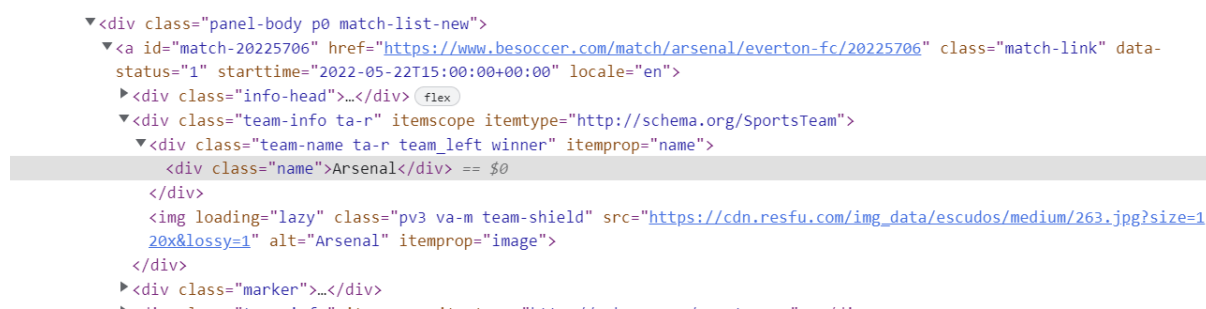 ▼<div class="panel-body p0 match-list-new">
▼<a id="match-20225706" href="https://www.besoccer.com/match/arsenal/everton-fc/20225706" class="match-link" data-
status="1" starttime="2022-05-22T15:00:00+00:00" locale="en">
▶<div class="info-head">…</div> flex
▼<div class="team-info ta-r" itemscope itemtype="http://schema.org/SportsTeam">
▼<div class="team-name ta-r team_left winner" itemprop="name">
<div class="name">Arsenal</div> == $0
</div>
<img loading="lazy" class="pv3 va-m team-shield" src="https://cdn.resfu.com/img_data/escudos/medium/263.jpg?size=1
20x&lossy=1" alt="Arsenal" itemprop="image">
</div>
▶<div class="marker">…</div>